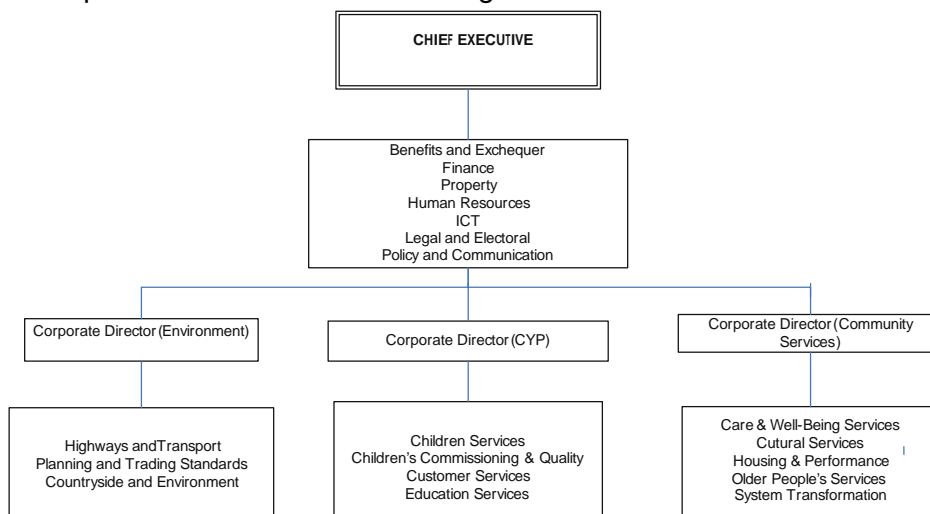 CHIEF EXECUTIVE
Benefits and Exchequer
Finance
Property
Human Resources
ICT
Legal and Electoral
Policy and Communication
Corporate Director (Environment)
Corporate Director (CYP)
Corporate Director (Community
Services)
Highways and Transport
Planning and Trading Standards
Countryside and Environment
Children Services
Children's Commissioning & Quality
Customer Services
Education Services
Care & Well-Being Services
Cutural Services
Housing & Performance
Older People's Services
System Transformation